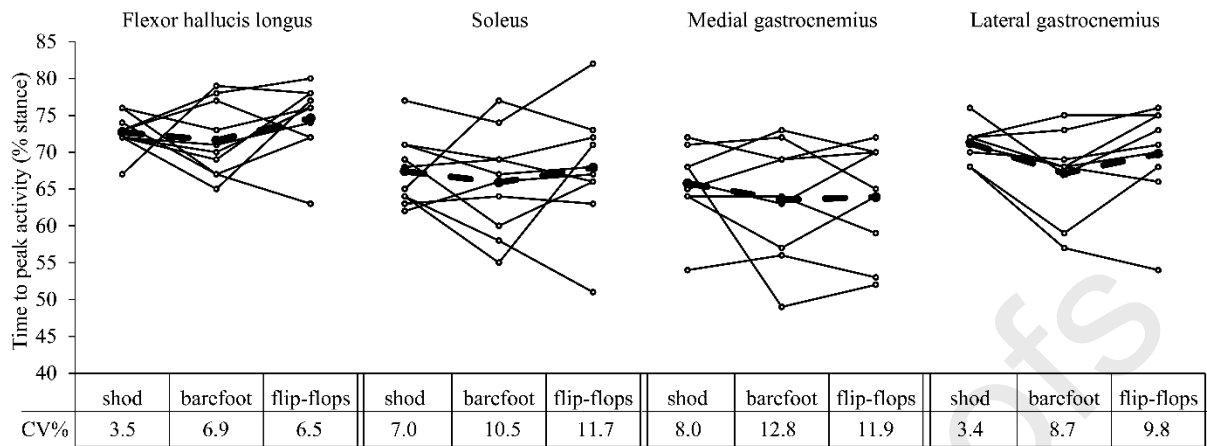 Flexor hallucis longus Soleus Medial gastrocnemius Lateral gastrocnemius
Time to peak activity (% stance)
85
80
75
70
65
60
55
50
45
40
shod barefoot flip-flops shod barefoot flip-flops shod barefoot flip-flops shod barefoot flip-flops
CV% 3.5 6.9 6.5 7.0 10.5 11.7 8.0 12.8 11.9 3.4 8.7 9.8
ofs